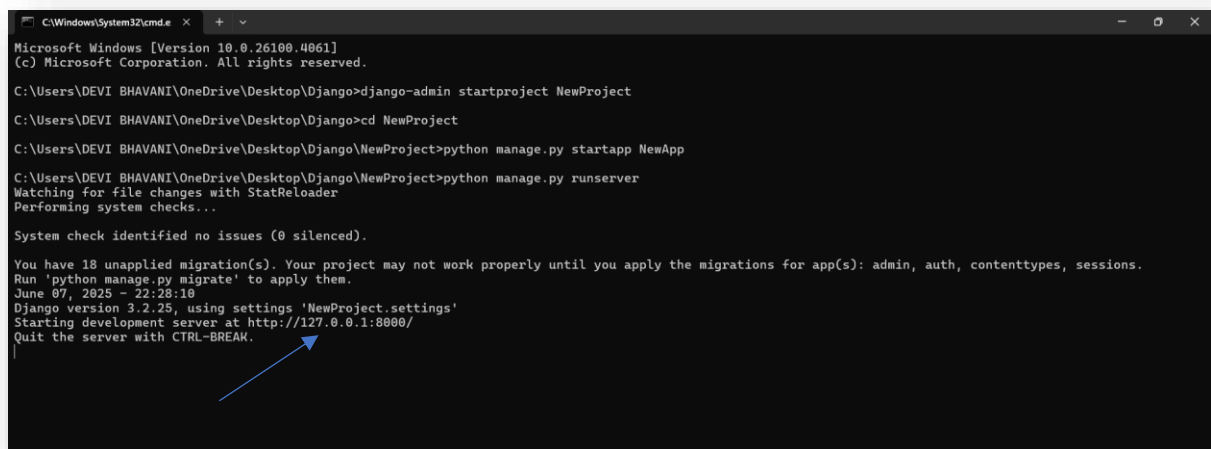 C:\Windows\System32\cmd.e
Microsoft Windows [Version 10.0.26100.4061]
(c) Microsoft Corporation. All rights reserved.
C:\Users\DEVI BHAVANI\OneDrive\Desktop\Django>django-admin startproject NewProject
C:\Users\DEVI BHAVANI\OneDrive\Desktop\Django>cd NewProject
C:\Users\DEVI BHAVANI\OneDrive\Desktop\Django\NewProject>python manage.py startapp NewApp
C:\Users\DEVI BHAVANI\OneDrive\Desktop\Django\NewProject>python manage.py runserver
Watching for file changes with StatReloader
Performing system checks...
System check identified no issues (0 silenced).
You have 18 unapplied migration(s). Your project may not work properly until you apply the migrations for app(s): admin, auth, contenttypes, sessions.
Run 'python manage.py migrate' to apply them.
June 07, 2025 - 22:28:10
Django version 3.2.25, using settings 'NewProject.settings'
Starting development server at http://127.0.0.1:8000/
Quit the server with CTRL-BREAK.